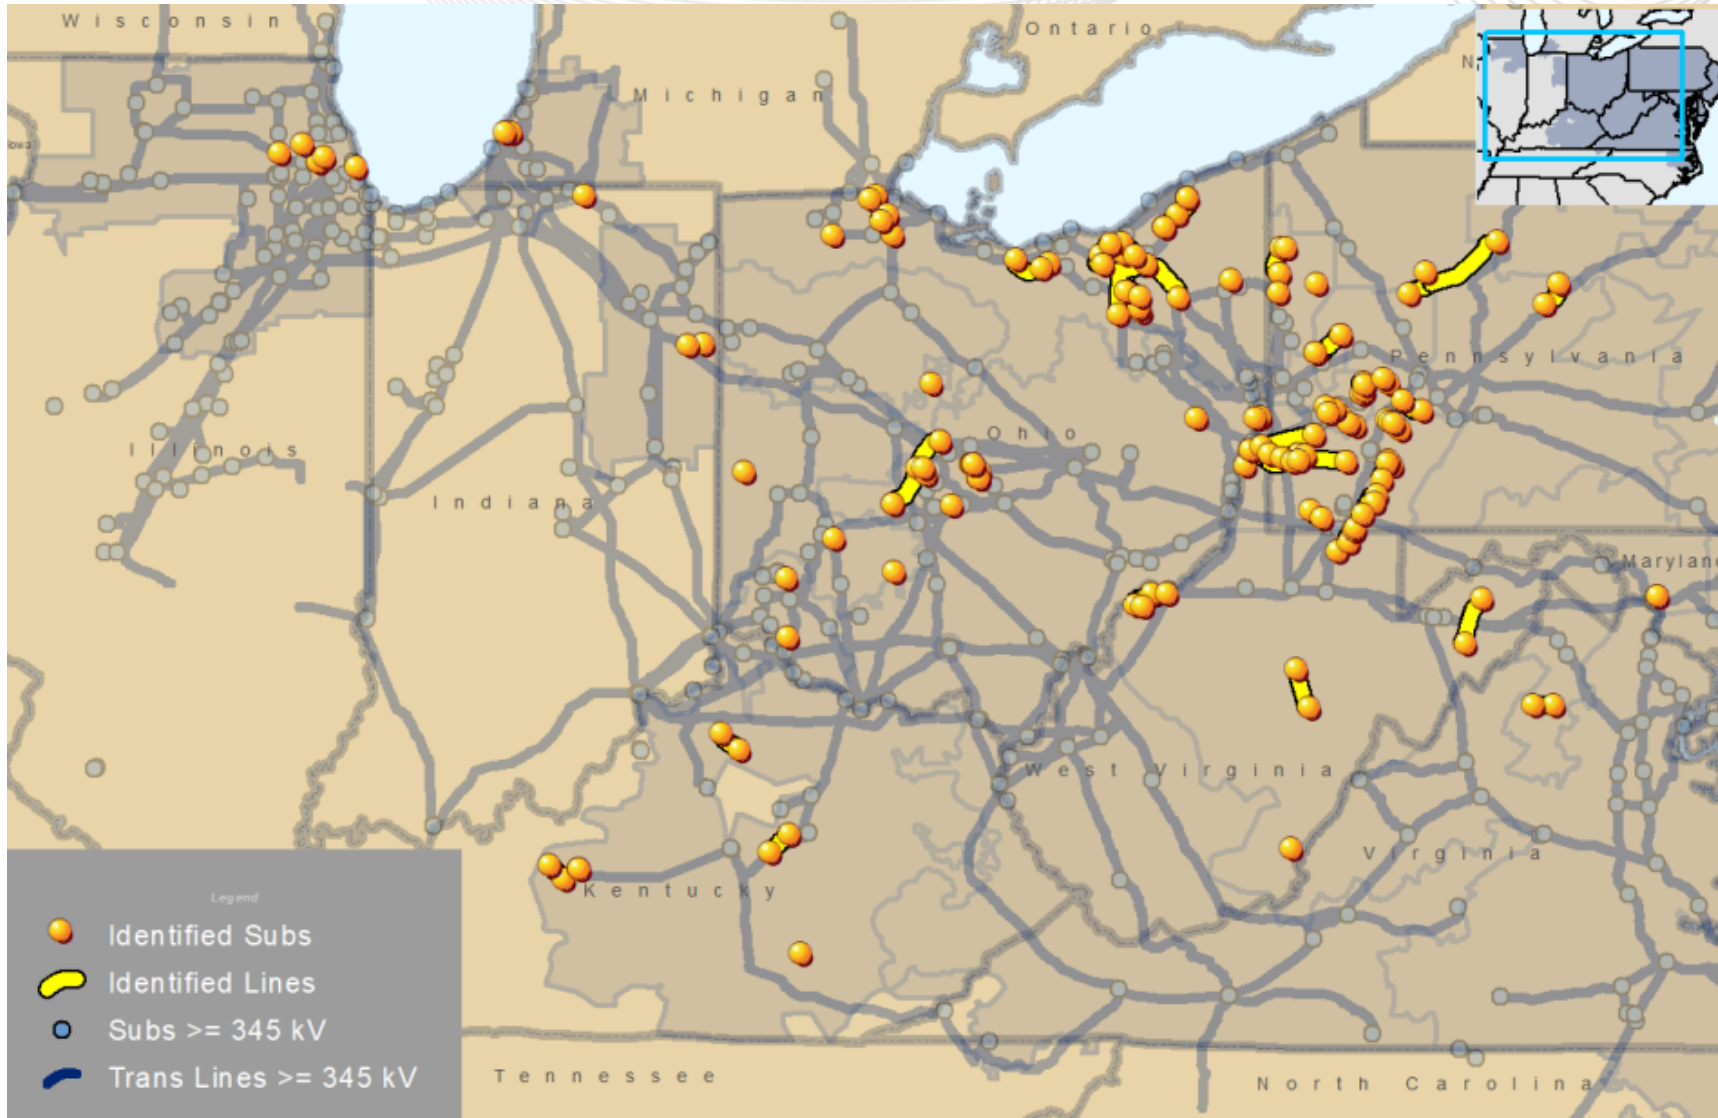 Wisconsin
Ontario
N
Michigan
Iowa
Pennsylvania
Ohio
Illinois
Indiana
Maryland
West Virginia
Virginia
Kentucky
Legend
Identified Subs
Identified Lines
Subs >= 345 kV
Trans Lines >= 345 kV
Tennessee
North Carolina